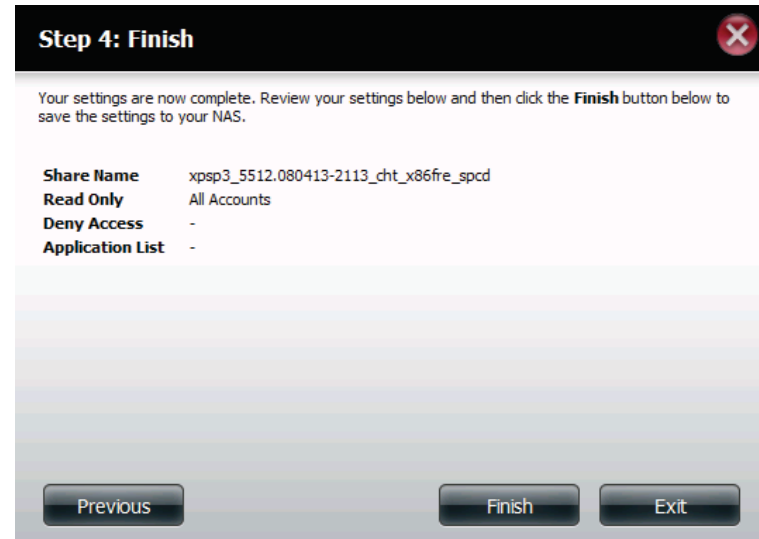 Step 4: Finish
Your settings are now complete. Review your settings below and then click the Finish button below to
save the settings to your NAS.
Share Name xpsp3_5512.080413-2113_cht_x86fre_spcd
Read Only All Accounts
Deny Access -
Application List -
Previous Finish Exit